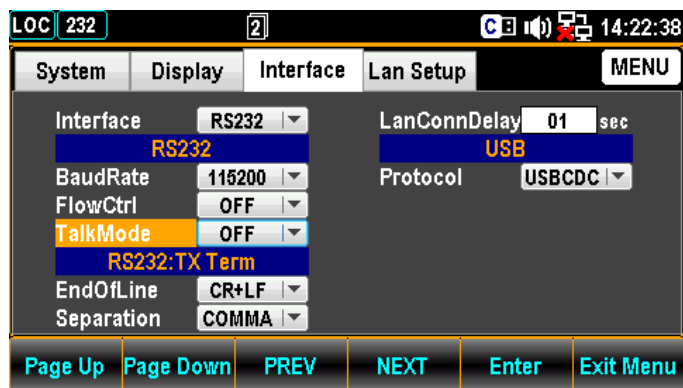 LOC 232 2 C 14:22:38
System Display Interface Lan Setup MENU
Interface RS232
RS232
BaudRate 115200
FlowCtrl OFF
TalkMode OFF
RS232:TX Term
EndOfLine CR+LF
Separation COMMA
LanConnDelay 01 sec
USB
Protocol USBCDC
Page Up Page Down PREV NEXT Enter Exit Menu